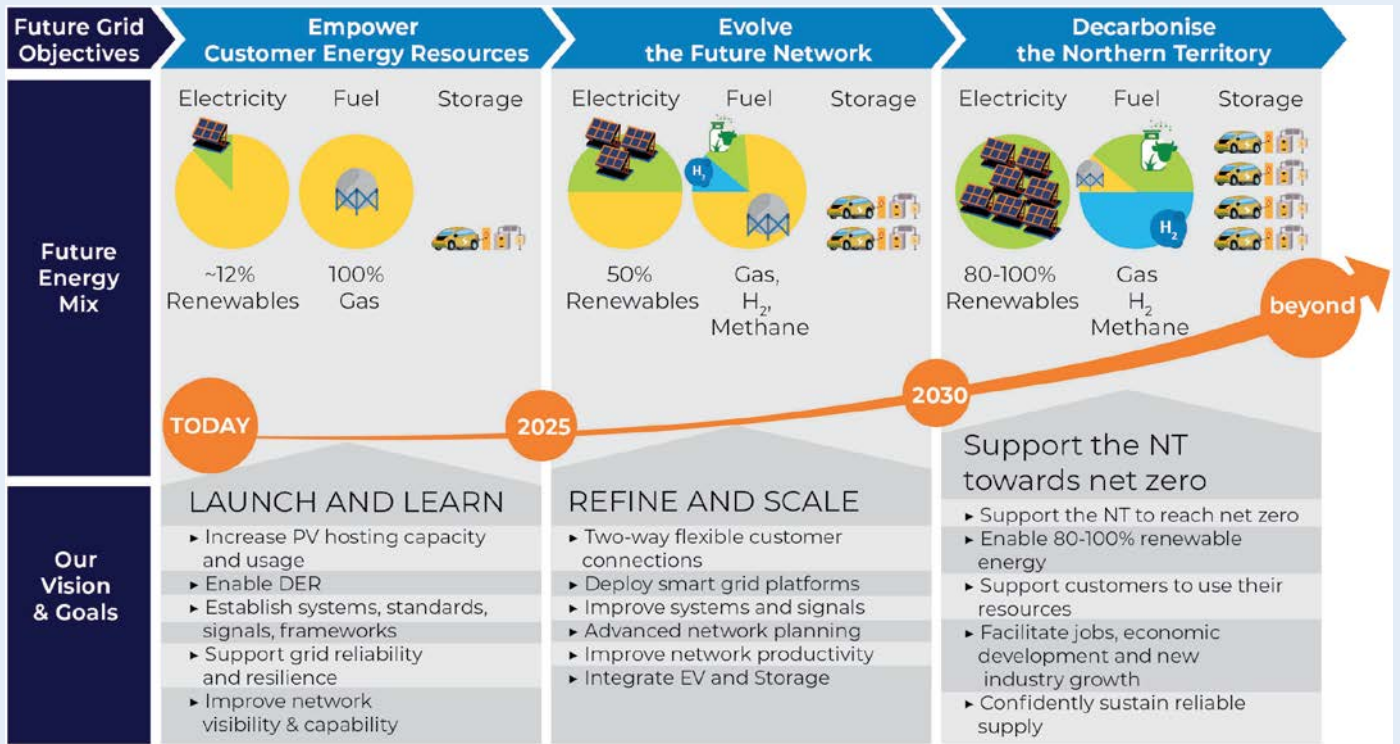 Future Grid
Objectives
Empower
Customer Energy Resources
Evolve
the Future Network
Decarbonise
the Northern Territory
Future
Energy
Mix
Electricity
Fuel
Storage
~12%
Renewables
100%
Gas
Electricity
Fuel
Storage
H₂
50%
Renewables
Gas,
H₂,
Methane
Electricity
Fuel
Storage
H₂
80-100%
Renewables
Gas
H₂
Methane
TODAY
2025
2030
beyond
Our
Vision
& Goals
LAUNCH AND LEARN
▸ Increase PV hosting capacity
and usage
▸ Enable DER
▸ Establish systems, standards,
signals, frameworks
▸ Support grid reliability
and resilience
▸ Improve network
visibility & capability
REFINE AND SCALE
▸ Two-way flexible customer
connections
▸ Deploy smart grid platforms
▸ Improve systems and signals
▸ Advanced network planning
▸ Improve network productivity
▸ Integrate EV and Storage
Support the NT
towards net zero
▸ Support the NT to reach net zero
▸ Enable 80-100% renewable
energy
▸ Support customers to use their
resources
▸ Facilitate jobs, economic
development and new
industry growth
▸ Confidently sustain reliable
supply